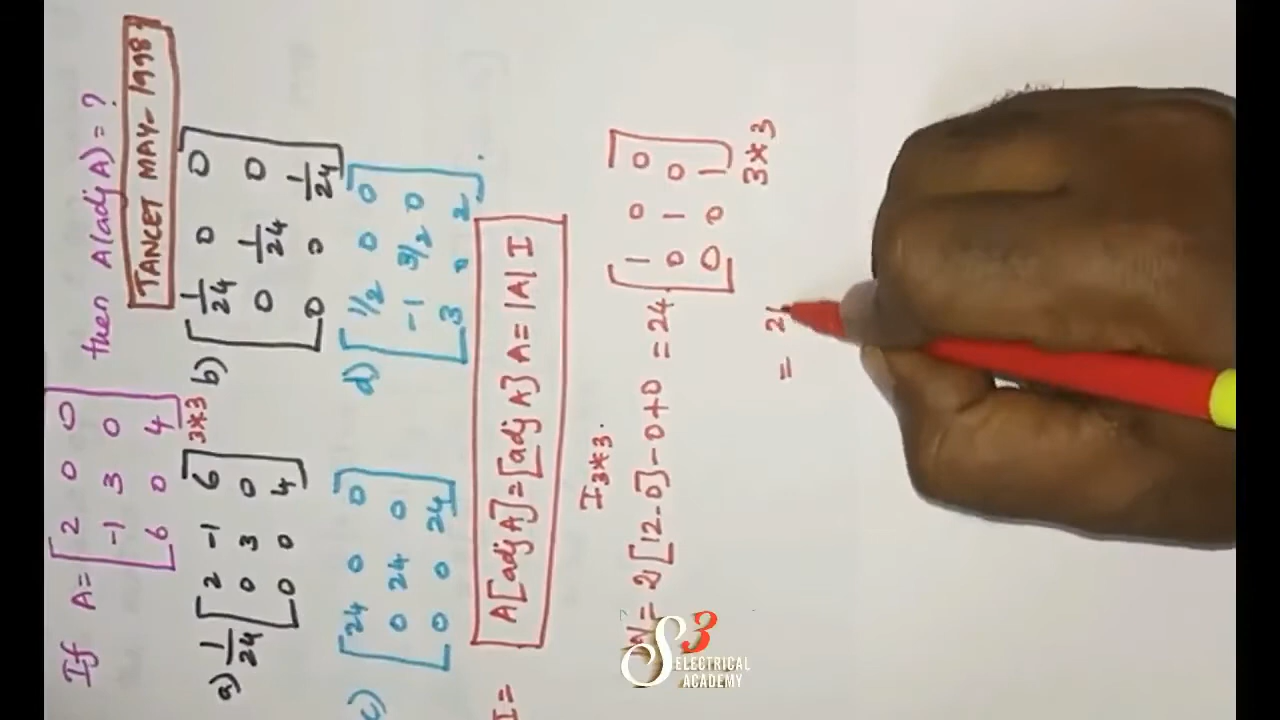 If A = [2 0 0 then A(adj A) = ?
-1 3 0
6 0 4] 3*3
TANCET MAY-1998
a) 1/24 [2 -1 6
0 3 0
0 0 4]
b) [1/24 0 0
0 1/24 0
0 0 1/24]
c) [24 0 0
0 24 0
0 0 24]
d) [1/2 0 0
-1 3/2 0
3 0 2].
I =
A[adj A] = [adj A] A = |A| I
I 3*3.
= 2[12-0]-0+0 = 24 [1 0 0
0 1 0
0 0 1] 3*3
= 2
S3
ELECTRICAL
ACADEMY